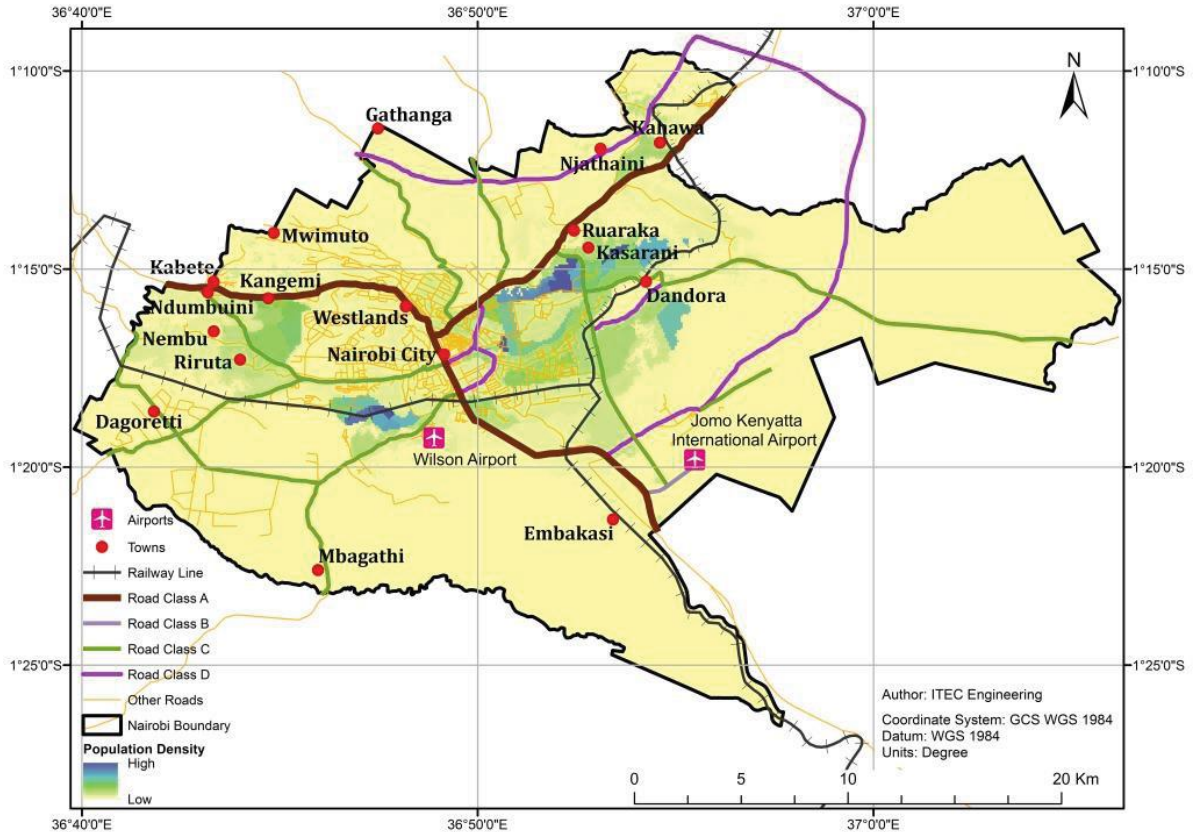 36°40'0"E
36°50'0"E
37°0'0"E
1°10'0"S
1°10'0"S
N
Gathanga
Kahawa
Njathaini
Mwimuto
Ruaraka
Kasarani
1°15'0"S
1°15'0"S
Kabete
Kangemi
Dandora
Ndumbuini
Westlands
Nembu
Nairobi City
Riruta
Dagoretti
Jomo Kenyatta
International Airport
Wilson Airport
1°20'0"S
1°20'0"S
Embakasi
Mbagathi
Airports
Towns
Railway Line
Road Class A
Road Class B
Road Class C
Road Class D
Other Roads
Nairobi Boundary
Population Density
High
Low
1°25'0"S
1°25'0"S
Author: ITEC Engineering
Coordinate System: GCS WGS 1984
Datum: WGS 1984
Units: Degree
0 5 10 20 Km
36°40'0"E
36°50'0"E
37°0'0"E